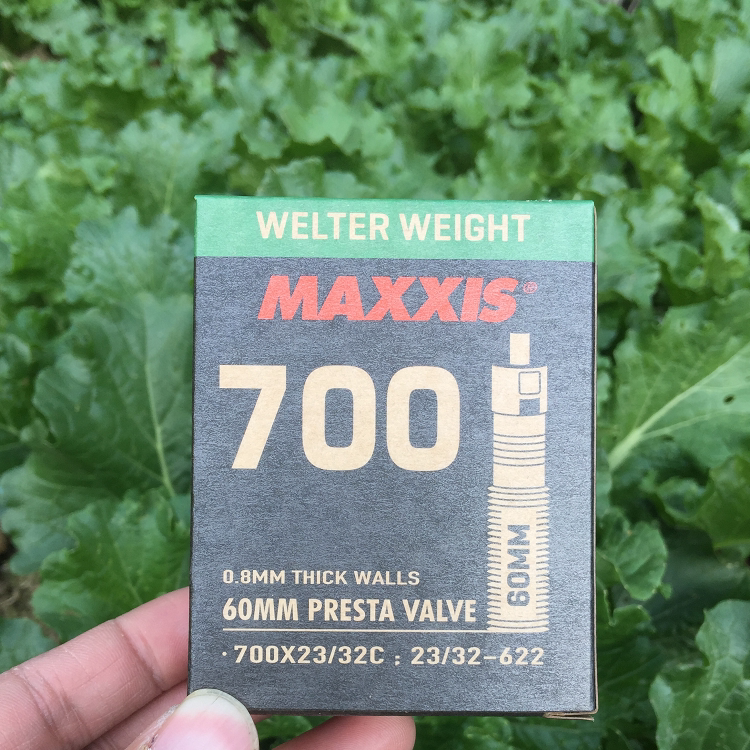 WELTER WEIGHT
MAXXIS®
700
60MM
0.8MM THICK WALLS
60MM PRESTA VALVE
· 700X23/32C : 23/32-622